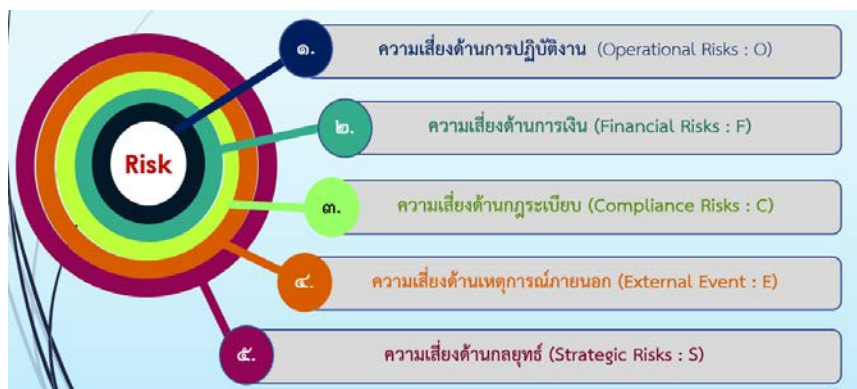 Risk
๑. ความเสี่ยงด้านการปฏิบัติงาน (Operational Risks : O)
๒. ความเสี่ยงด้านการเงิน (Financial Risks : F)
๓. ความเสี่ยงด้านกฎระเบียบ (Compliance Risks : C)
๔. ความเสี่ยงด้านเหตุการณ์ภายนอก (External Event : E)
๕. ความเสี่ยงด้านกลยุทธ์ (Strategic Risks : S)